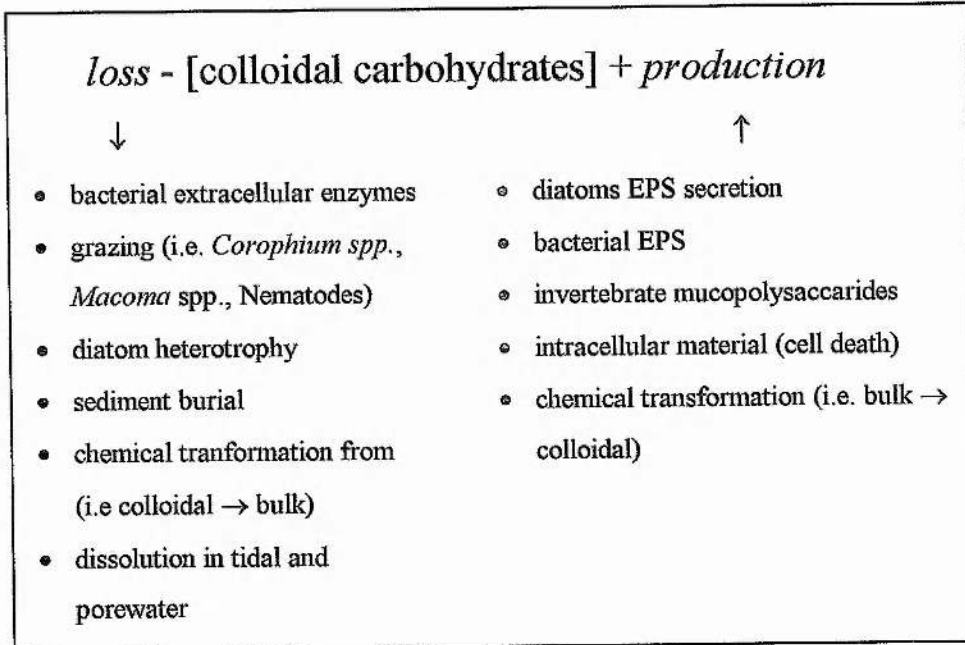 loss - [colloidal carbohydrates] + production
↓
↑
• bacterial extracellular enzymes
• grazing (i.e. Corophium spp.,
Macoma spp., Nematodes)
• diatom heterotrophy
• sediment burial
• chemical tranformation from
(i.e colloidal → bulk)
• dissolution in tidal and
porewater
• diatoms EPS secretion
• bacterial EPS
• invertebrate mucopolysaccarides
• intracellular material (cell death)
• chemical transformation (i.e. bulk →
colloidal)